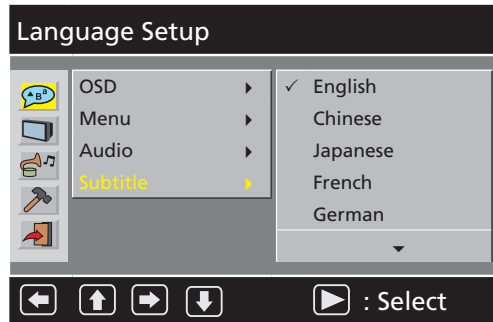 Language Setup
OSD
Menu
Audio
Subtitle
✓ English
Chinese
Japanese
French
German
: Select